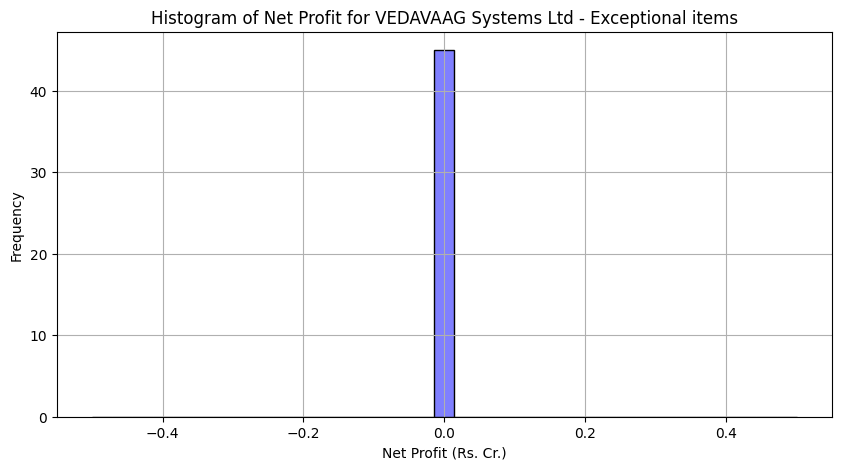 Histogram of Net Profit for VEDAVAAG Systems Ltd - Exceptional items
Frequency
40
30
20
10
0
−0.4 −0.2 0.0 0.2 0.4
Net Profit (Rs. Cr.)